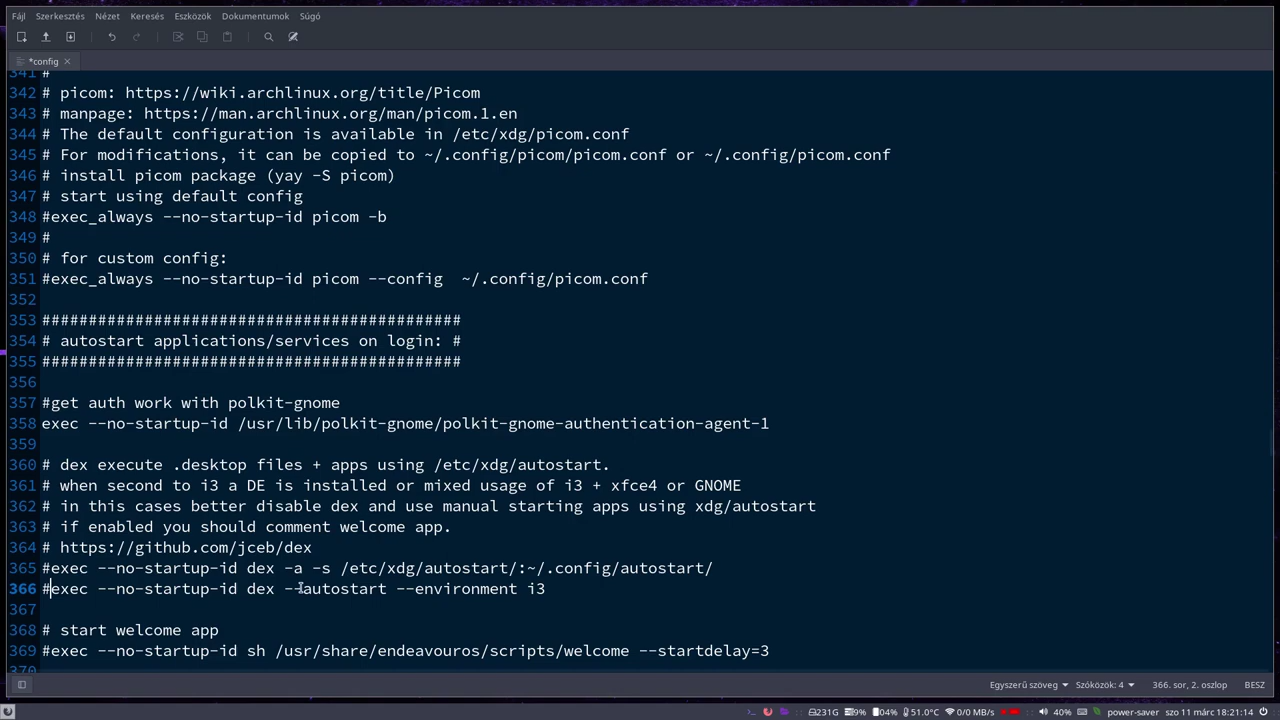 Fájl Szerkesztés Nézet Keresés Eszközök Dokumentumok Súgó
*config
341 #
342 # picom: https://wiki.archlinux.org/title/Picom
343 # manpage: https://man.archlinux.org/man/picom.1.en
344 # The default configuration is available in /etc/xdg/picom.conf
345 # For modifications, it can be copied to ~/.config/picom/picom.conf or ~/.config/picom.conf
346 # install picom package (yay -S picom)
347 # start using default config
348 #exec_always --no-startup-id picom -b
349 #
350 # for custom config:
351 #exec_always --no-startup-id picom --config  ~/.config/picom.conf
352
353 #############################################
354 # autostart applications/services on login: #
355 #############################################
356
357 #get auth work with polkit-gnome
358 exec --no-startup-id /usr/lib/polkit-gnome/polkit-gnome-authentication-agent-1
359
360 # dex execute .desktop files + apps using /etc/xdg/autostart.
361 # when second to i3 a DE is installed or mixed usage of i3 + xfce4 or GNOME
362 # in this cases better disable dex and use manual starting apps using xdg/autostart
363 # if enabled you should comment welcome app.
364 # https://github.com/jceb/dex
365 #exec --no-startup-id dex -a -s /etc/xdg/autostart/:~/.config/autostart/
366 #exec --no-startup-id dex --autostart --environment i3
367
368 # start welcome app
369 #exec --no-startup-id sh /usr/share/endeavouros/scripts/welcome --startdelay=3
370
Egyszerű szöveg Szóközök: 4 366. sor, 2. oszlop BESZ
231G 9% 04% 51.0°C 0/0 MB/s 40% power-saver szo 11 márc 18:21:14